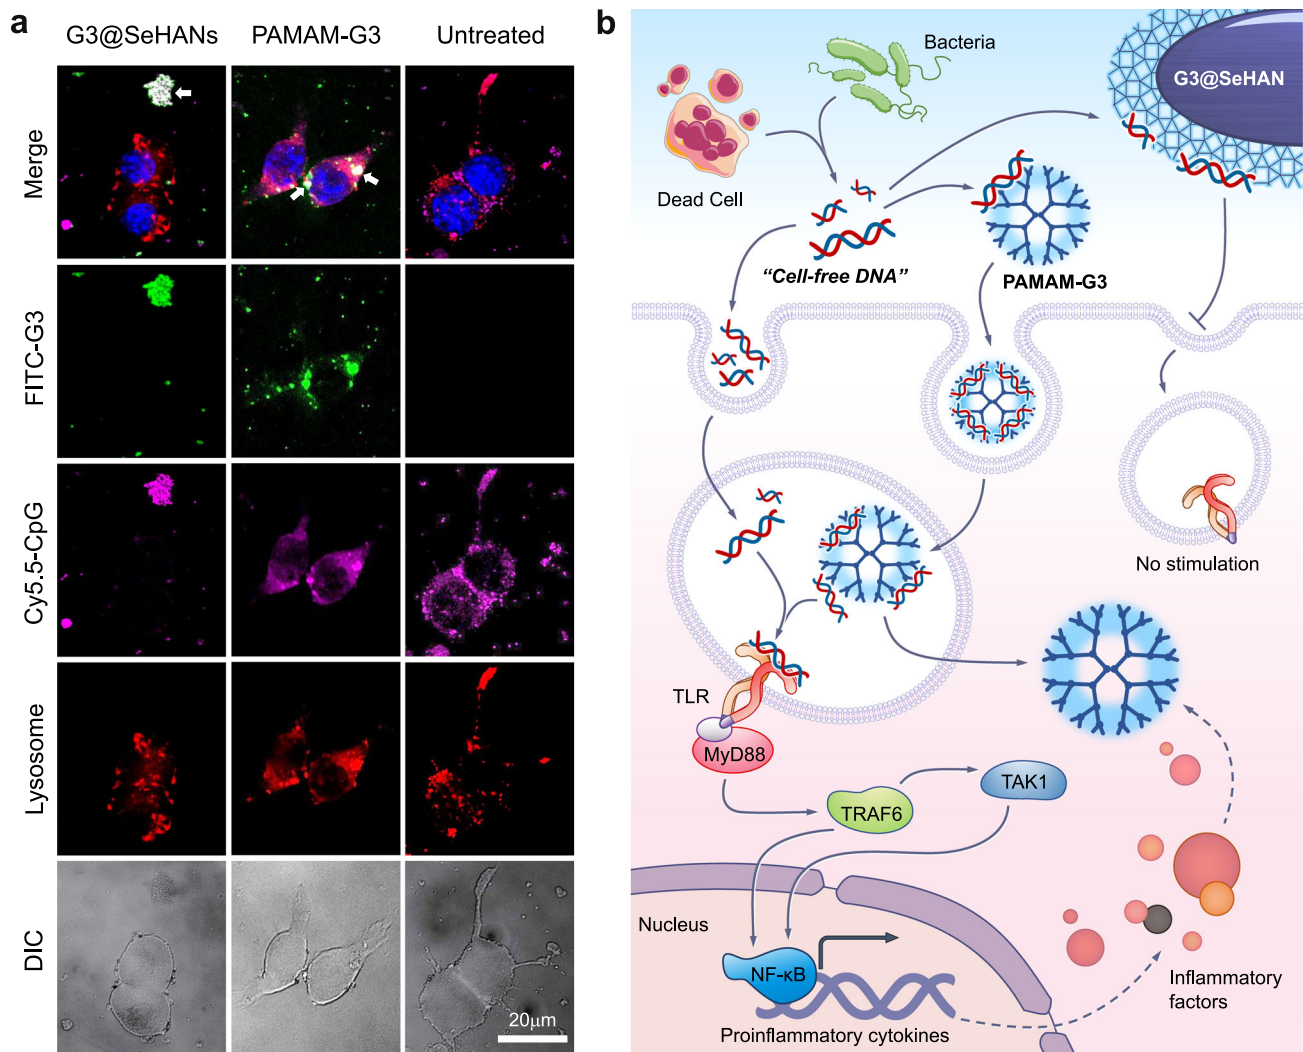 a
G3@SeHANs
PAMAM-G3
Untreated
Merge
FITC-G3
Cy5.5-CpG
Lysosome
DIC
20μm
b
Bacteria
G3@SeHAN
Dead Cell
“Cell-free DNA”
PAMAM-G3
No stimulation
TLR
MyD88
TRAF6
TAK1
Nucleus
NF-κB
Proinflammatory cytokines
Inflammatory
factors